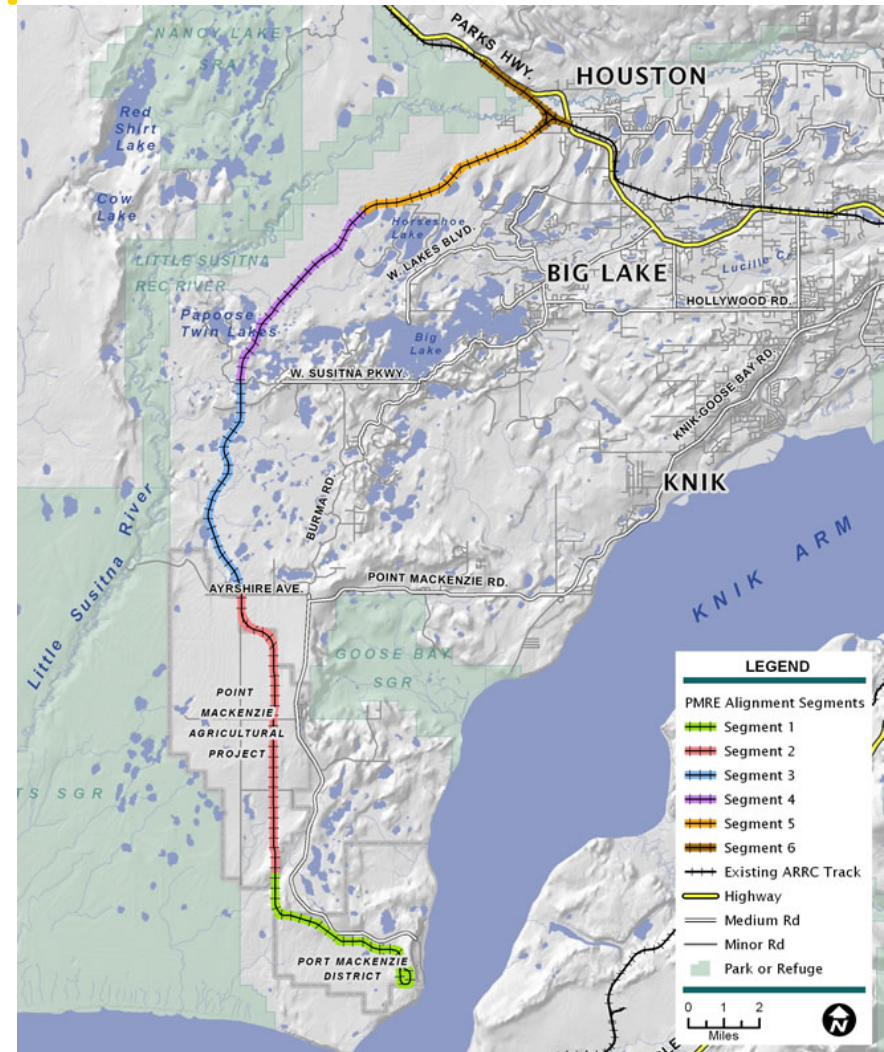 PARKS HWY.
NANCY LAKE
SRA
HOUSTON
Red
Shirt
Lake
Cow
Lake
Horseshoe
Lake
W. LAKES BLVD.
LITTLE SUSITNA
REC RIVER
BIG LAKE
Lucille Cr
HOLLYWOOD RD.
Papoose
Twin Lakes
Big
Lake
W. SUSITNA PKWY.
KNIK-GOOSE BAY RD.
KNIK
Little Susitna River
BURMA RD.
KNIK ARM
AYRSHIRE AVE.
POINT MACKENZIE RD.
GOOSE BAY
SGR
POINT
MACKENZIE
AGRICULTURAL
PROJECT
TS SGR
PORT MACKENZIE
DISTRICT
LEGEND
PMRE Alignment Segments
Segment 1
Segment 2
Segment 3
Segment 4
Segment 5
Segment 6
Existing ARRC Track
Highway
Medium Rd
Minor Rd
Park or Refuge
0 1 2
Miles
N